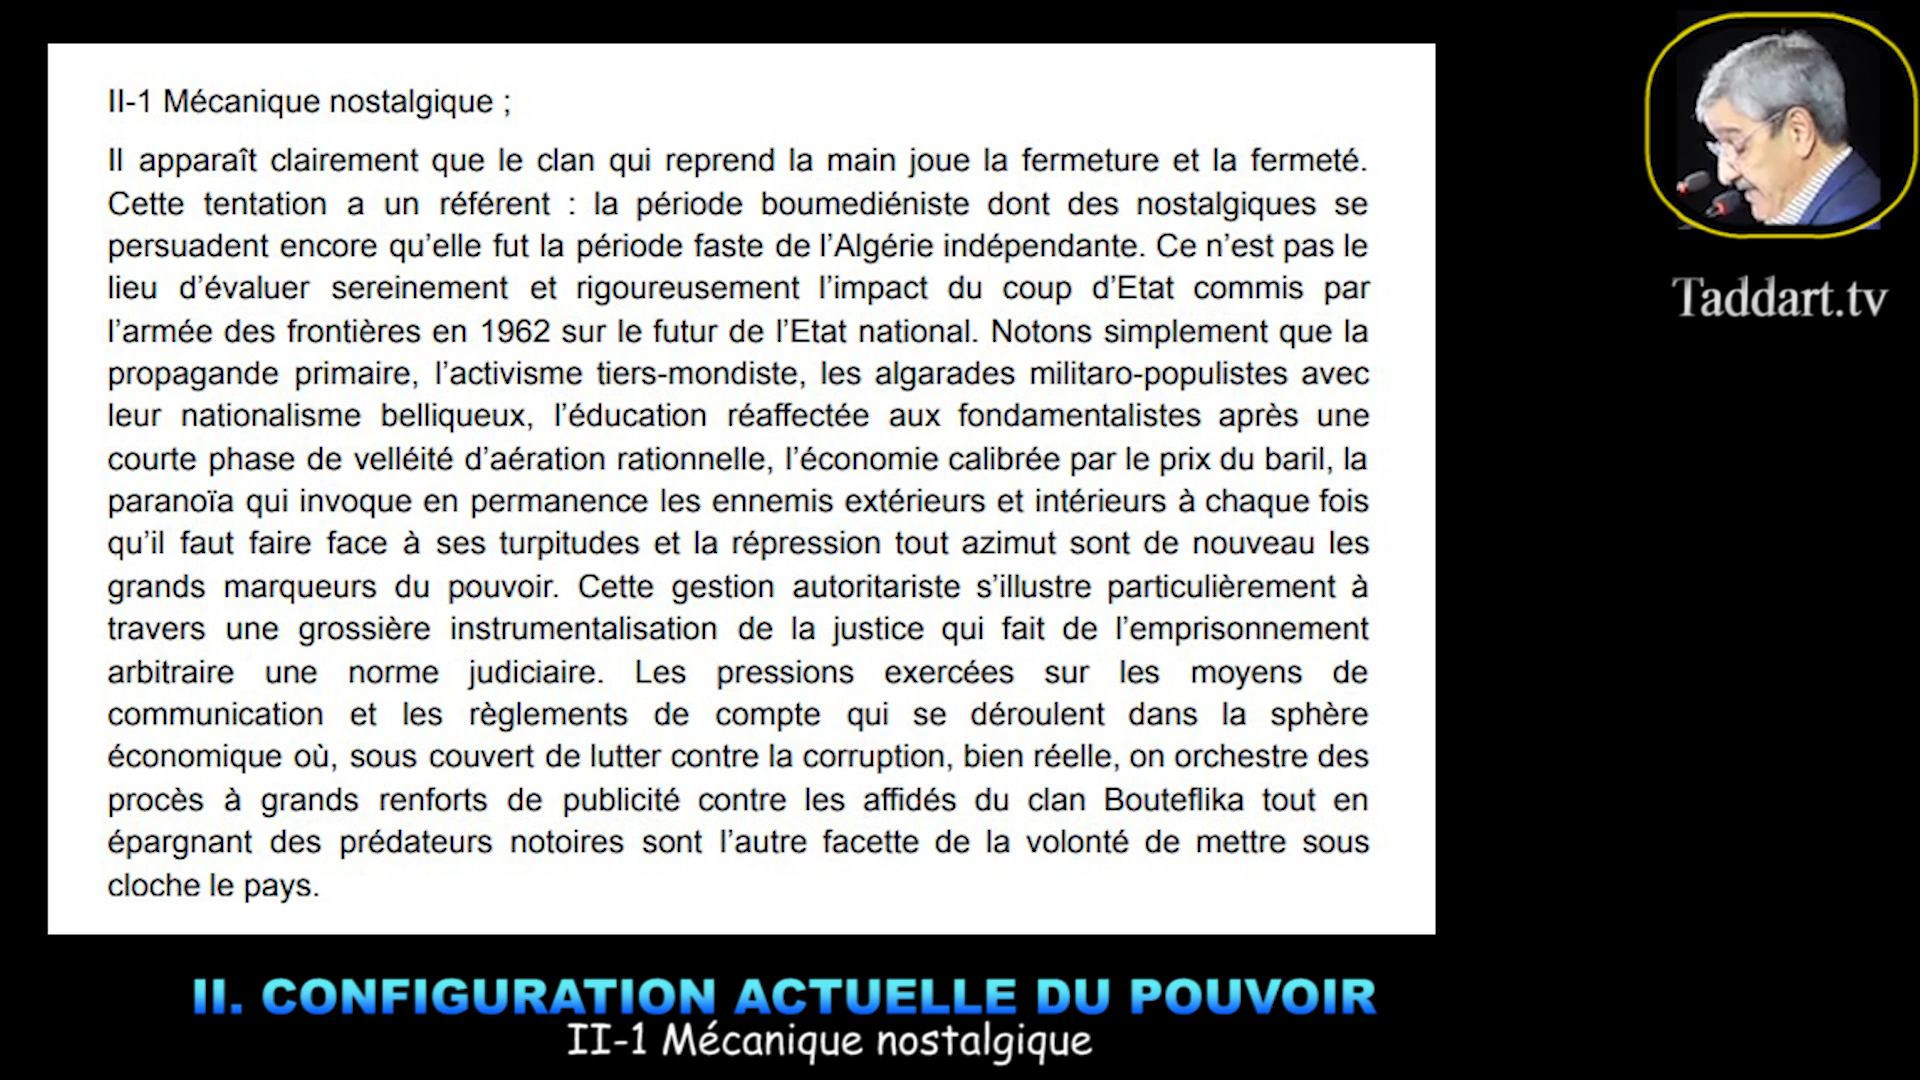 II-1 Mécanique nostalgique ;
Il apparaît clairement que le clan qui reprend la main joue la fermeture et la fermeté.
Cette tentation a un référent : la période boumediéniste dont des nostalgiques se
persuadent encore qu’elle fut la période faste de l’Algérie indépendante. Ce n’est pas le
lieu d’évaluer sereinement et rigoureusement l’impact du coup d’Etat commis par
l’armée des frontières en 1962 sur le futur de l’Etat national. Notons simplement que la
propagande primaire, l’activisme tiers-mondiste, les algarades militaro-populistes avec
leur nationalisme belliqueux, l’éducation réaffectée aux fondamentalistes après une
courte phase de velléité d’aération rationnelle, l’économie calibrée par le prix du baril, la
paranoïa qui invoque en permanence les ennemis extérieurs et intérieurs à chaque fois
qu’il faut faire face à ses turpitudes et la répression tout azimut sont de nouveau les
grands marqueurs du pouvoir. Cette gestion autoritariste s’illustre particulièrement à
travers une grossière instrumentalisation de la justice qui fait de l’emprisonnement
arbitraire une norme judiciaire. Les pressions exercées sur les moyens de
communication et les règlements de compte qui se déroulent dans la sphère
économique où, sous couvert de lutter contre la corruption, bien réelle, on orchestre des
procès à grands renforts de publicité contre les affidés du clan Bouteflika tout en
épargnant des prédateurs notoires sont l’autre facette de la volonté de mettre sous
cloche le pays.
Taddart.tv
II. CONFIGURATION ACTUELLE DU POUVOIR
II-1 Mécanique nostalgique